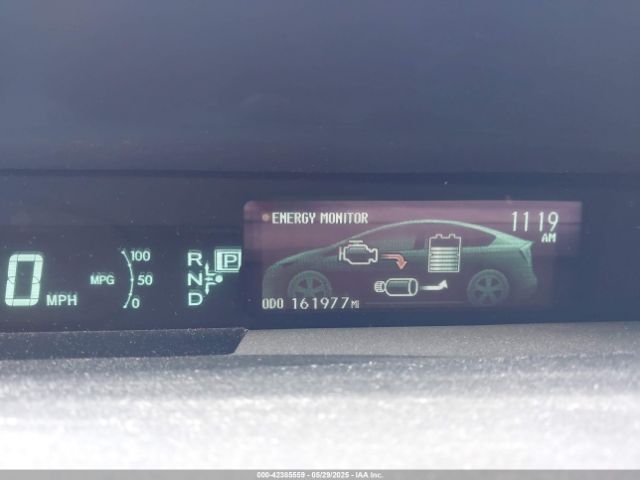 ENERGY MONITOR 1119
AM
100
R P
0 MPH MPG 50 N
0 D
ODO 161977 MI
000-42385559 - 05/29/2025 - IAA Inc.